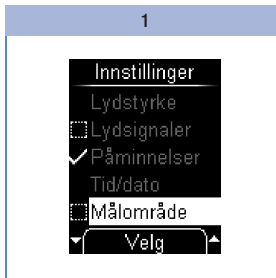 1
Innstillinger
Lydstyrke
Lydsignaler
Påminnelser
Tid/dato
Målområde
Velg